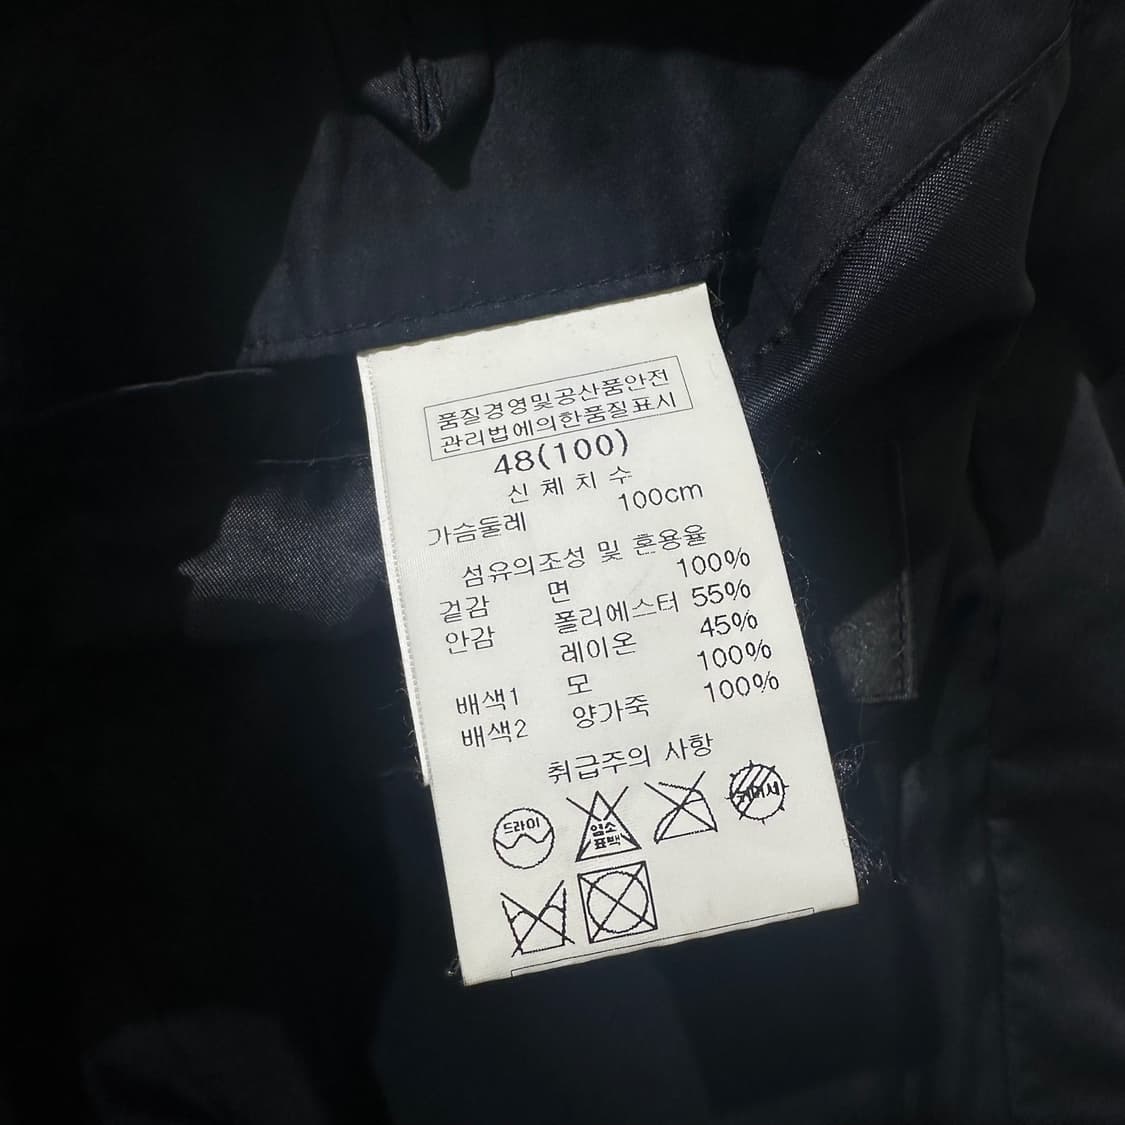 품질경영및공산품안전
관리법에의한품질표시
48(100)
신체치수
가슴둘레 100cm
섬유의조성 및 혼용율
겉감 면 100%
안감 폴리에스터 55%
레이온 45%
배색1 모 100%
배색2 양가죽 100%
취급주의 사항
드라이
염소
표백